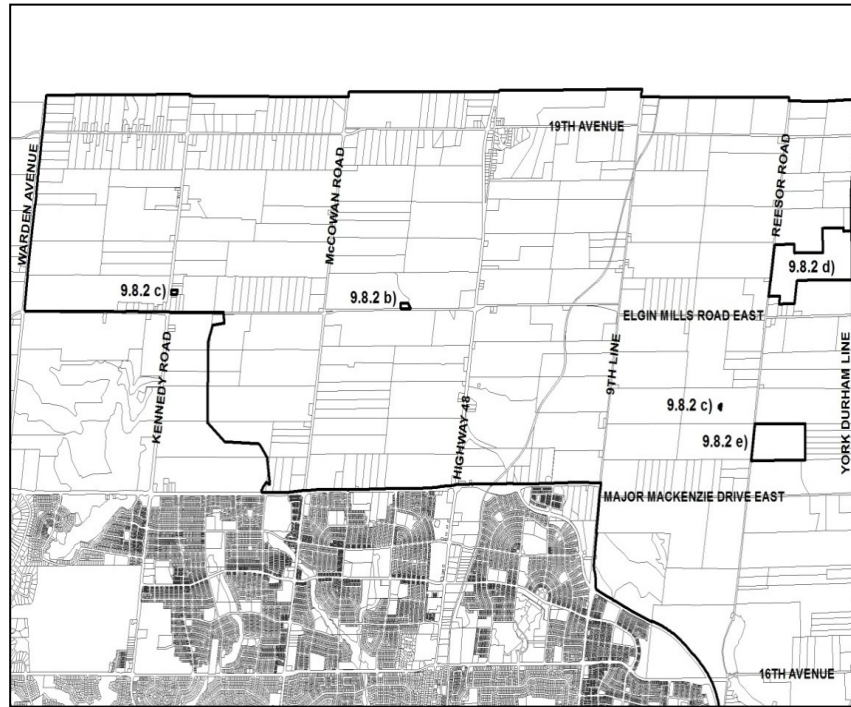 19TH AVENUE
WARDEN AVENUE
McCOWAN ROAD
REESOR ROAD
9.8.2 d)
9.8.2 c)
9.8.2 b)
ELGIN MILLS ROAD EAST
KENNEDY ROAD
HIGHWAY 48
9TH LINE
YORK DURHAM LINE
9.8.2 c)
9.8.2 e)
MAJOR MACKENZIE DRIVE EAST
16TH AVENUE